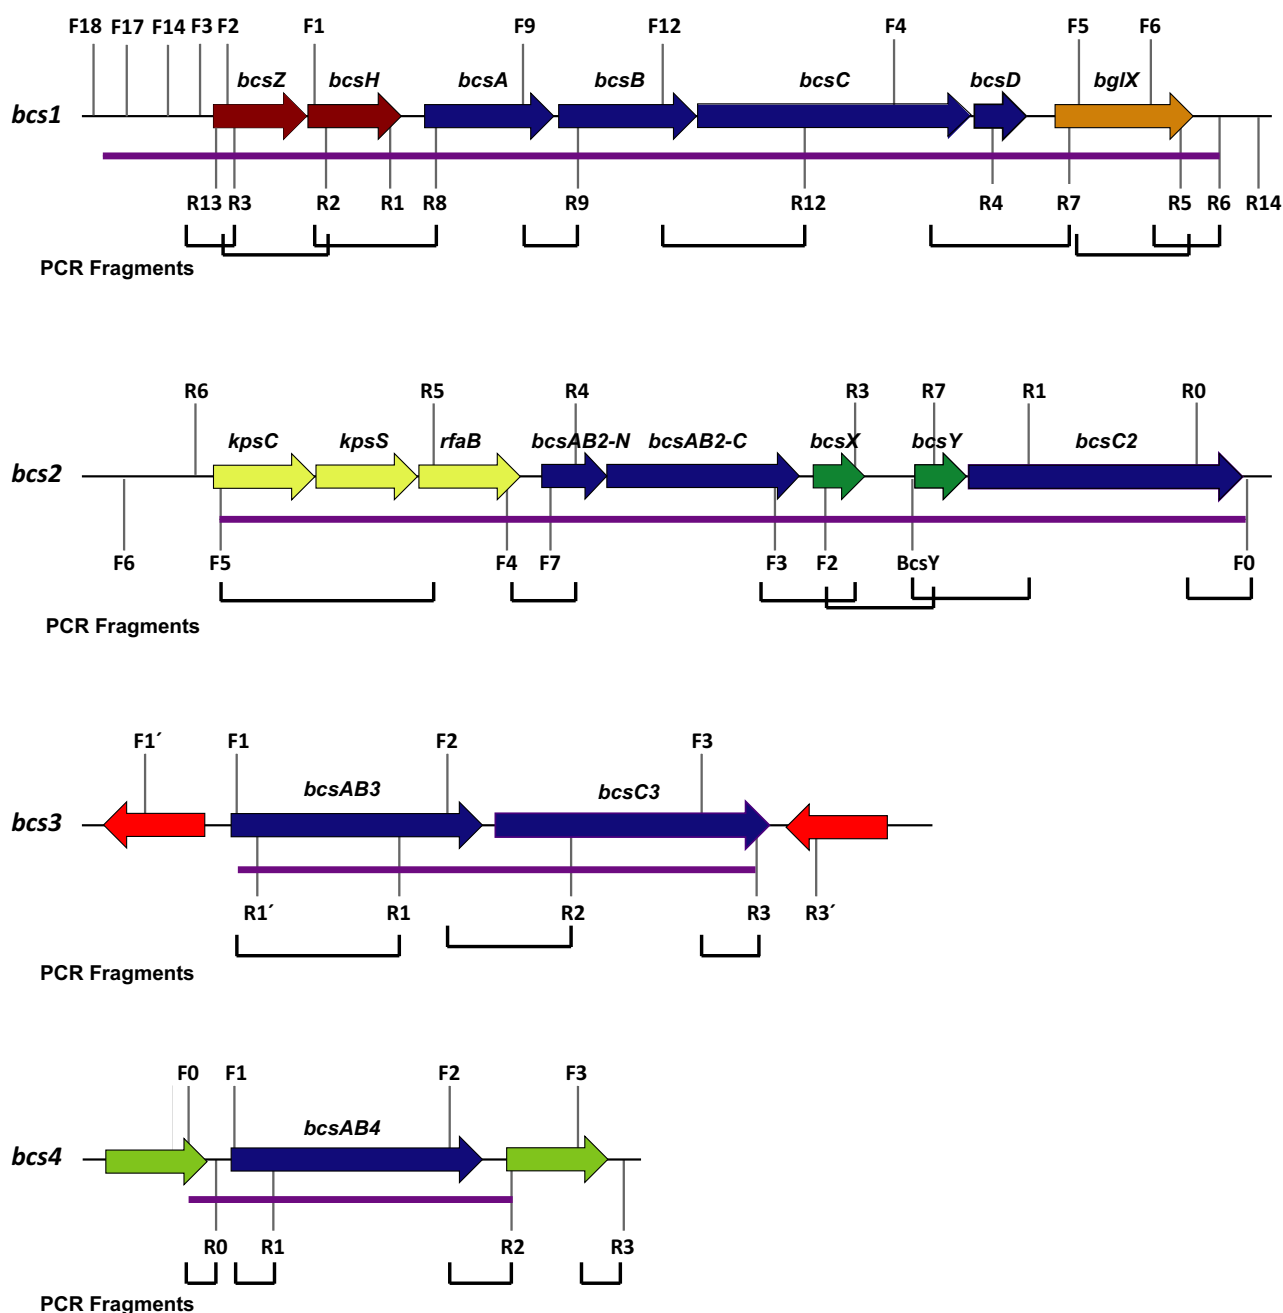 F18 F17 F14 F3 F2 F1 F9 F12 F4 F5 F6
bcsZ bcsH bcsA bcsB bcsC bcsD bglX
bcs1
R13 R3 R2 R1 R8 R9 R12 R4 R7 R5 R6 R14
PCR Fragments
R6 R5 R4 R3 R7 R1 R0
kpsC kpsS rfaB bcsAB2-N bcsAB2-C bcsX bcsY bcsC2
bcs2
F6 F5 F4 F7 F3 F2 BcsY F0
PCR Fragments
F1´ F1 F2 F3
bcsAB3 bcsC3
bcs3
R1´ R1 R2 R3 R3´
PCR Fragments
F0 F1 F2 F3
bcsAB4
bcs4
R0 R1 R2 R3
PCR Fragments